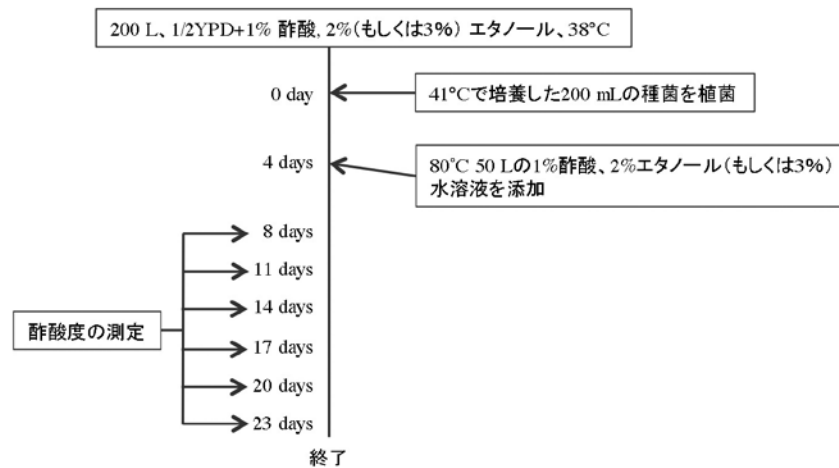 200 L、1/2YPD+1% 酢酸, 2%(もしくは3%) エタノール、38°C
0 day
41°Cで培養した200 mLの種菌を植菌
4 days
80°C 50 Lの1%酢酸、2%エタノール(もしくは3%)
水溶液を添加
8 days
11 days
14 days
酢酸度の測定
17 days
20 days
23 days
終了